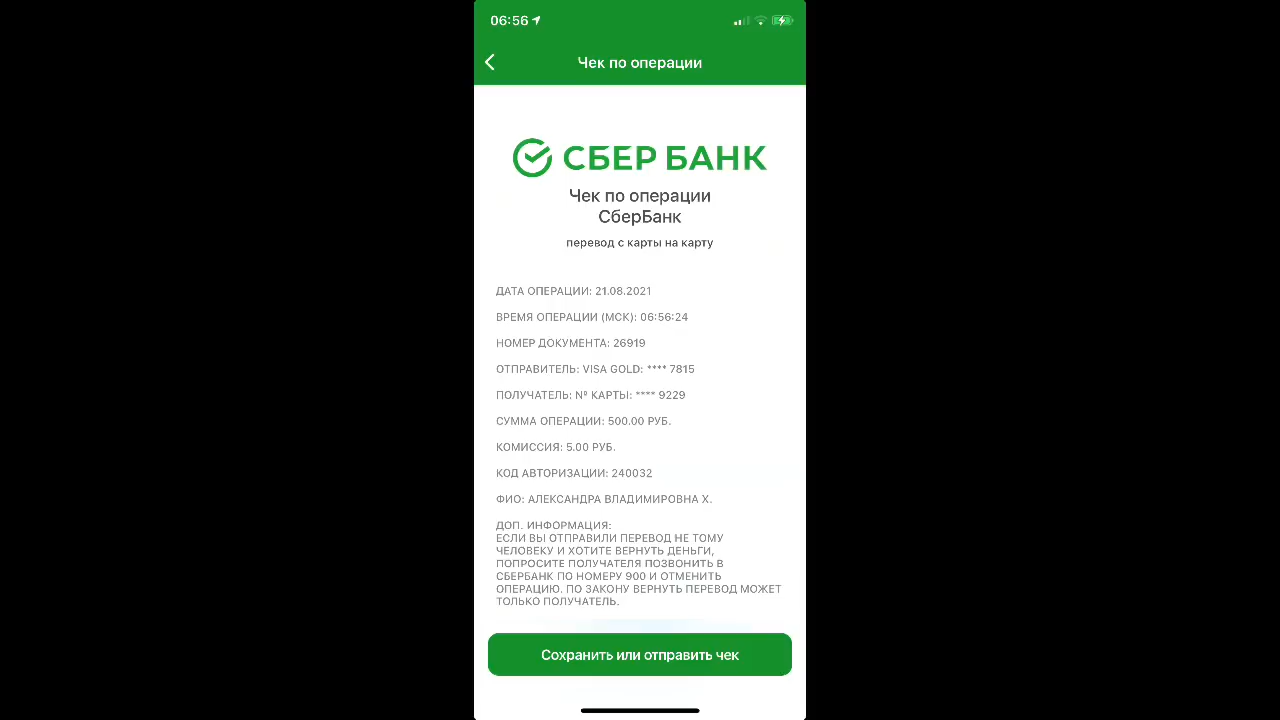 06:56
Чек по операции
СБЕР БАНК
Чек по операции
СберБанк
перевод с карты на карту
ДАТА ОПЕРАЦИИ: 21.08.2021
ВРЕМЯ ОПЕРАЦИИ (МСК): 06:56:24
НОМЕР ДОКУМЕНТА: 26919
ОТПРАВИТЕЛЬ: VISA GOLD: **** 7815
ПОЛУЧАТЕЛЬ: № КАРТЫ: **** 9229
СУММА ОПЕРАЦИИ: 500.00 РУБ.
КОМИССИЯ: 5.00 РУБ.
КОД АВТОРИЗАЦИИ: 240032
ФИО: АЛЕКСАНДРА ВЛАДИМИРОВНА Х.
ДОП. ИНФОРМАЦИЯ:
ЕСЛИ ВЫ ОТПРАВИЛИ ПЕРЕВОД НЕ ТОМУ
ЧЕЛОВЕКУ И ХОТИТЕ ВЕРНУТЬ ДЕНЬГИ,
ПОПРОСИТЕ ПОЛУЧАТЕЛЯ ПОЗВОНИТЬ В
СБЕРБАНК ПО НОМЕРУ 900 И ОТМЕНИТЬ
ОПЕРАЦИЮ. ПО ЗАКОНУ ВЕРНУТЬ ПЕРЕВОД МОЖЕТ
ТОЛЬКО ПОЛУЧАТЕЛЬ.
Сохранить или отправить чек